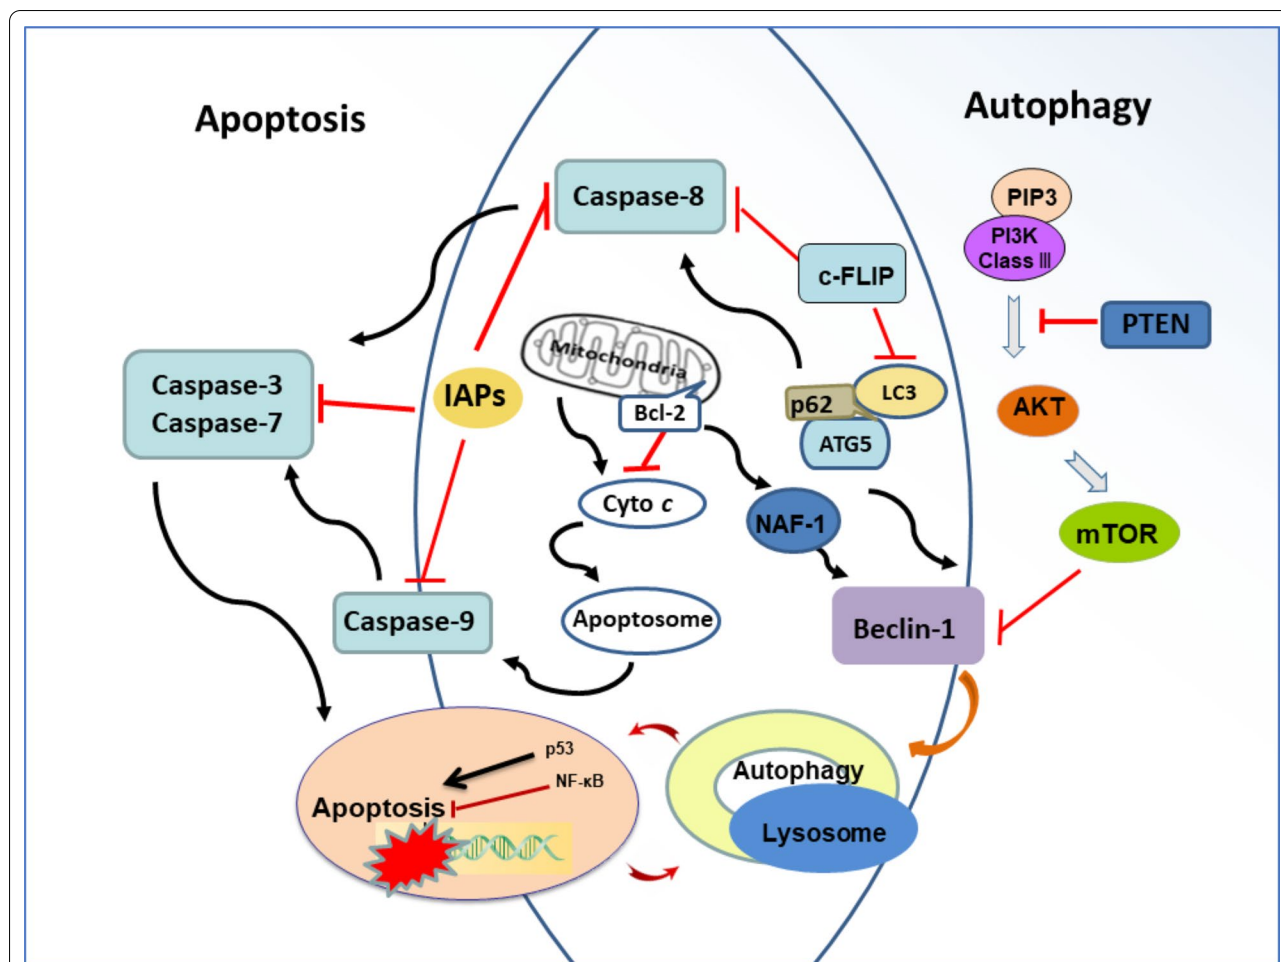 Apoptosis
Autophagy
Caspase-8
PIP3
PI3K
Class Ⅲ
c-FLIP
PTEN
Mitochondria
Caspase-3
Caspase-7
IAPs
Bcl-2
p62
LC3
AKT
ATG5
Cyto c
NAF-1
mTOR
Caspase-9
Apoptosome
Beclin-1
p53
NF-κB
Apoptosis
Autophagy
Lysosome